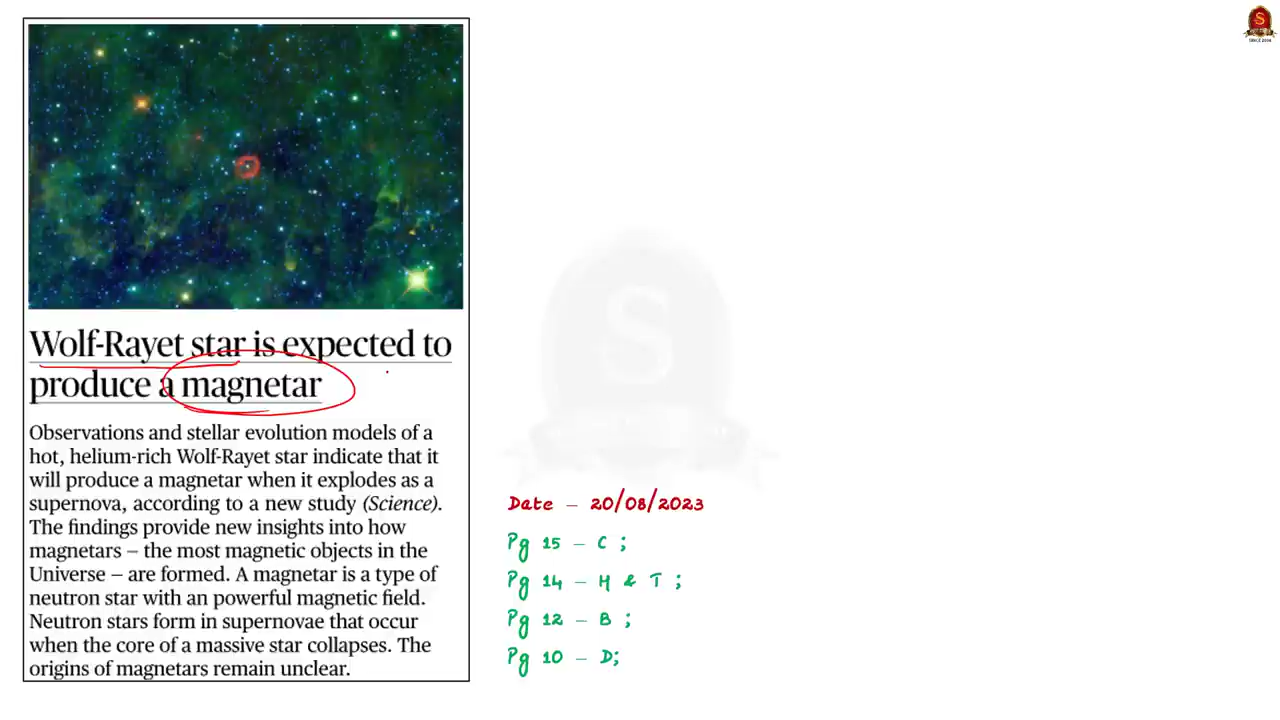 Wolf-Rayet star is expected to
produce a magnetar
Observations and stellar evolution models of a
hot, helium-rich Wolf-Rayet star indicate that it
will produce a magnetar when it explodes as a
supernova, according to a new study (Science).
The findings provide new insights into how
magnetars – the most magnetic objects in the
Universe – are formed. A magnetar is a type of
neutron star with an powerful magnetic field.
Neutron stars form in supernovae that occur
when the core of a massive star collapses. The
origins of magnetars remain unclear.
Date – 20/08/2023
Pg 15 – C ;
Pg 14 – H & T ;
Pg 12 – B ;
Pg 10 – D;
S
SINCE 2004
S